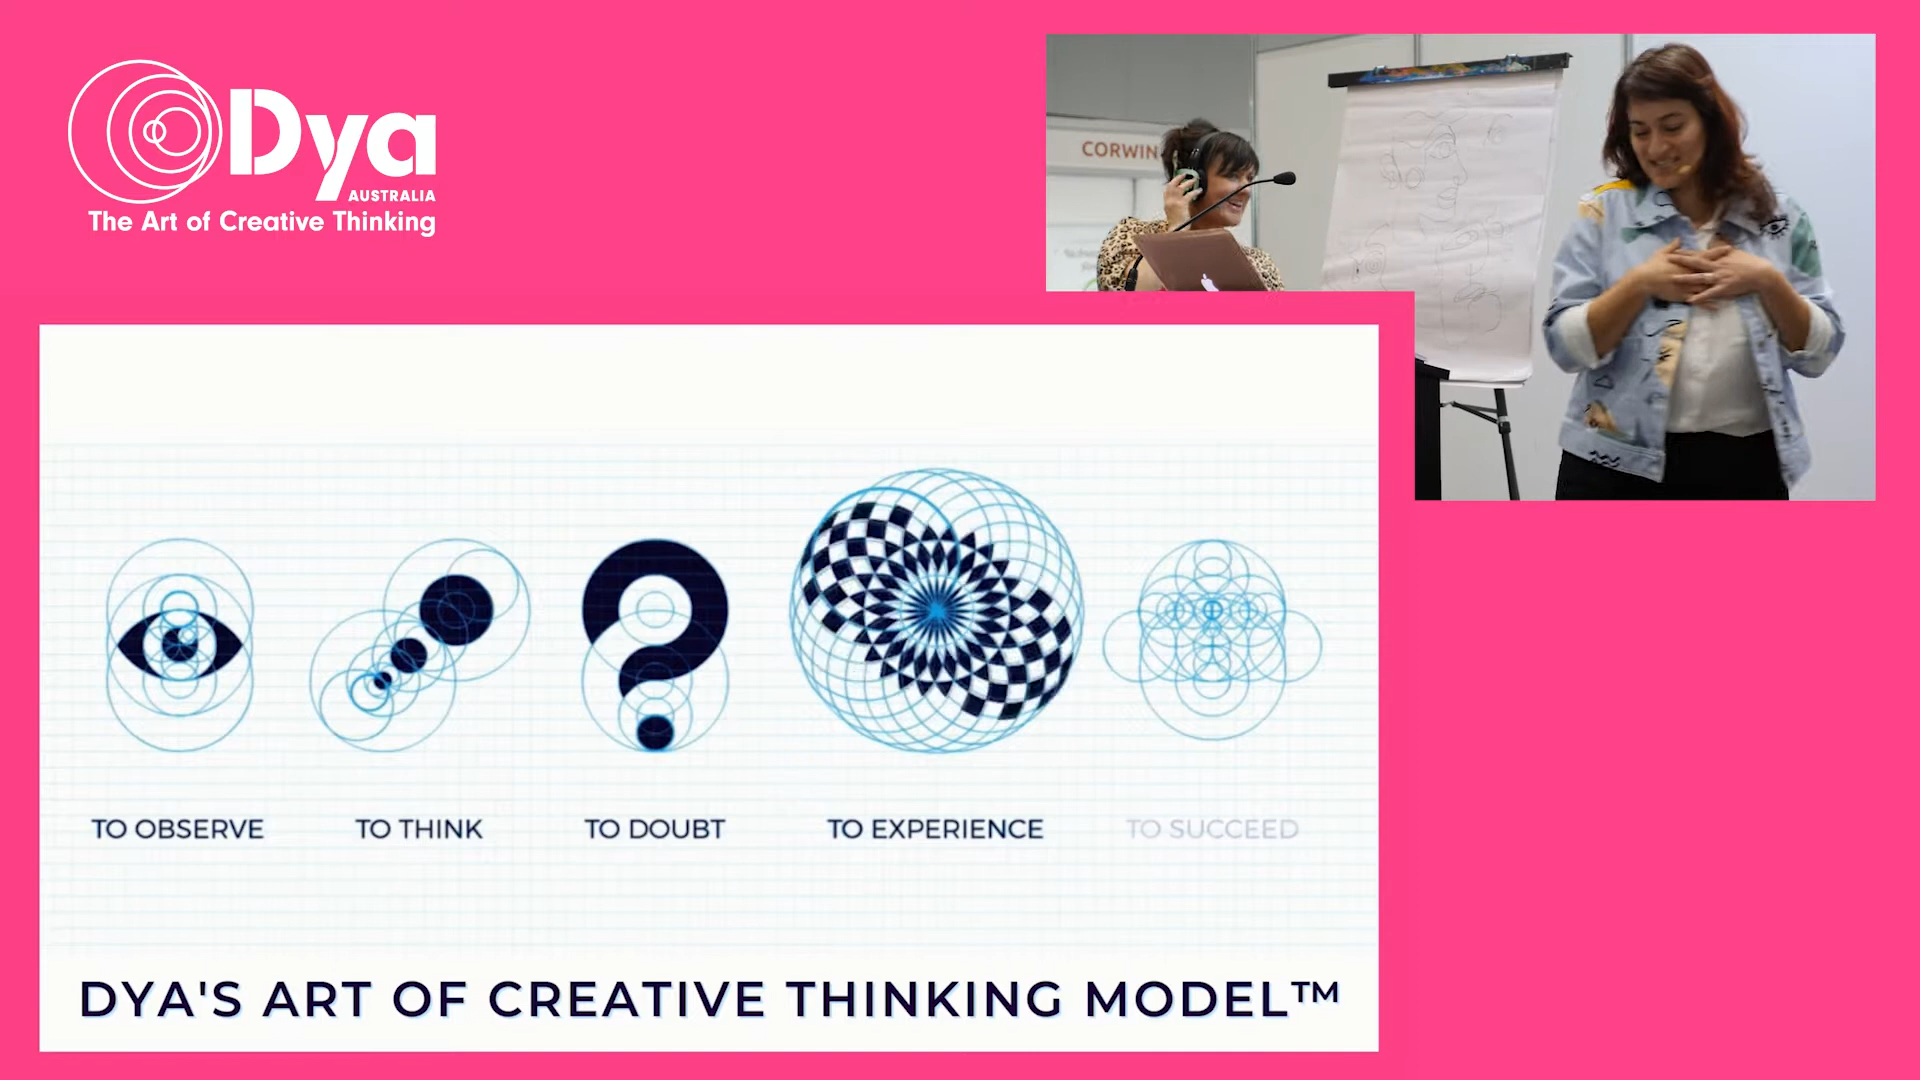 Dya
AUSTRALIA
The Art of Creative Thinking
CORWIN
TO OBSERVE
TO THINK
TO DOUBT
TO EXPERIENCE
TO SUCCEED
DYA'S ART OF CREATIVE THINKING MODEL™